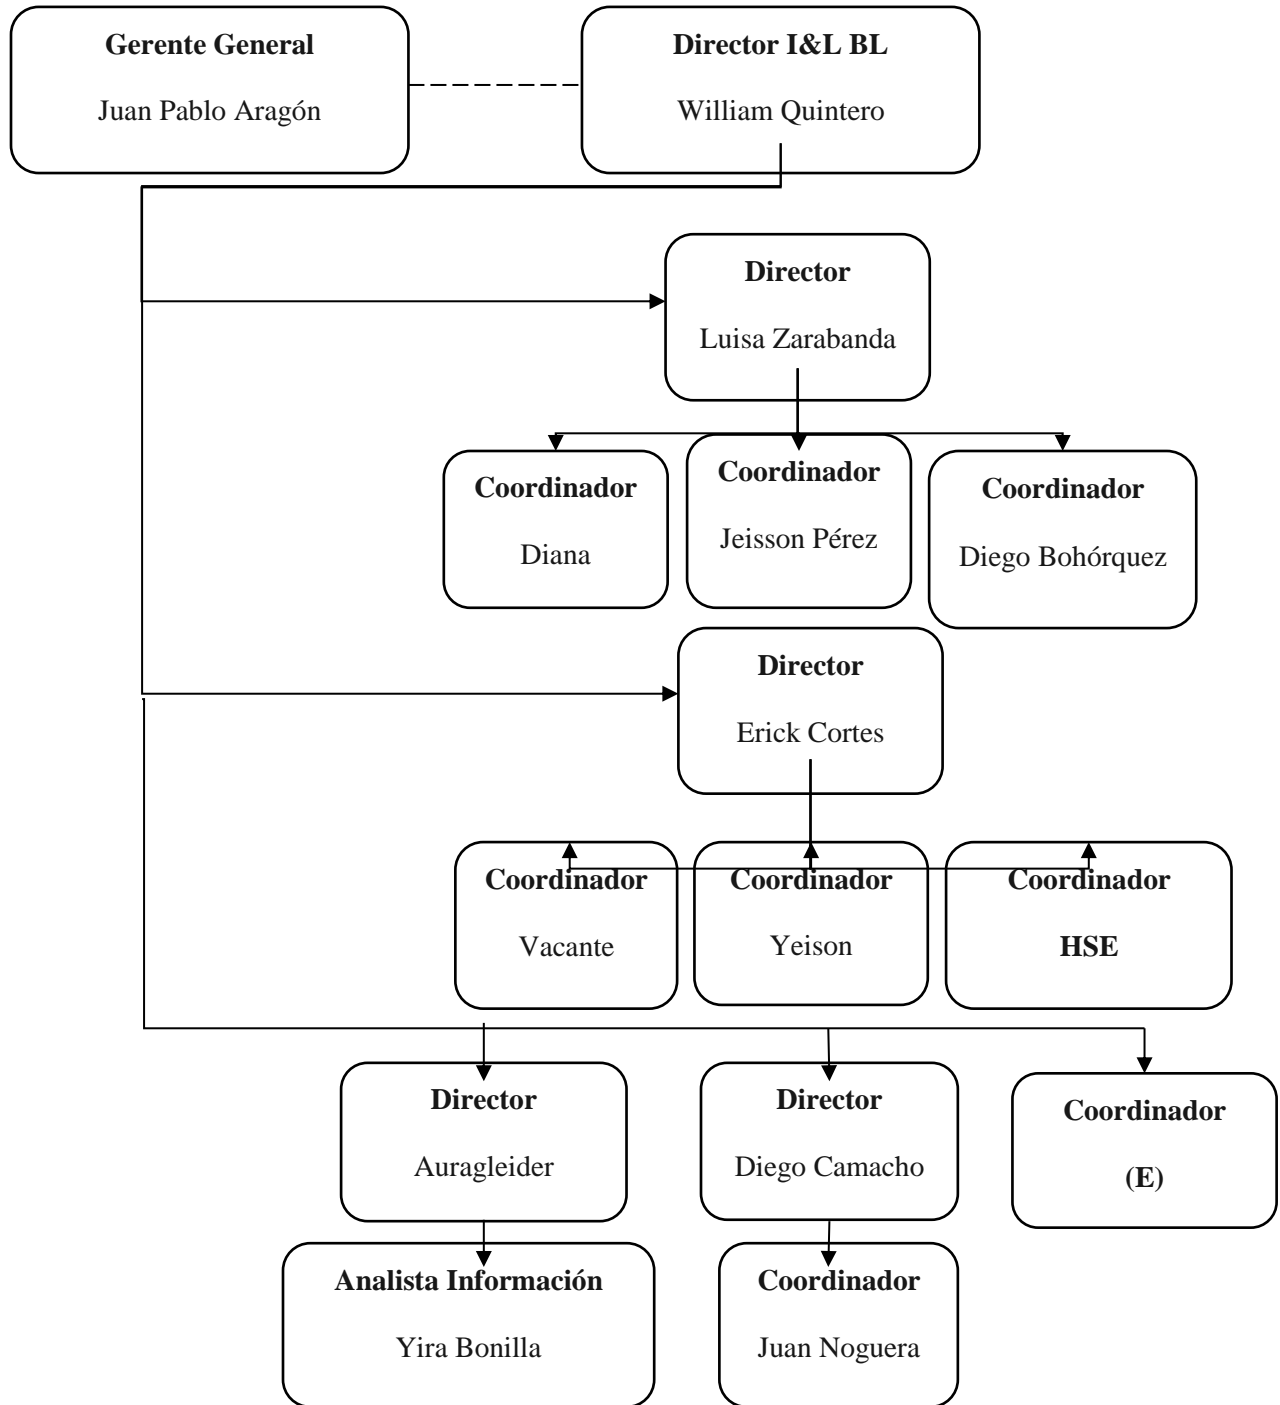 Gerente General
Juan Pablo Aragón
Director I&L BL
William Quintero
Director
Luisa Zarabanda
Coordinador
Diana
Coordinador
Jeisson Pérez
Coordinador
Diego Bohórquez
Director
Erick Cortes
Coordinador
Vacante
Coordinador
Yeison
Coordinador
HSE
Director
Auragleider
Director
Diego Camacho
Coordinador
(E)
Analista Información
Yira Bonilla
Coordinador
Juan Noguera